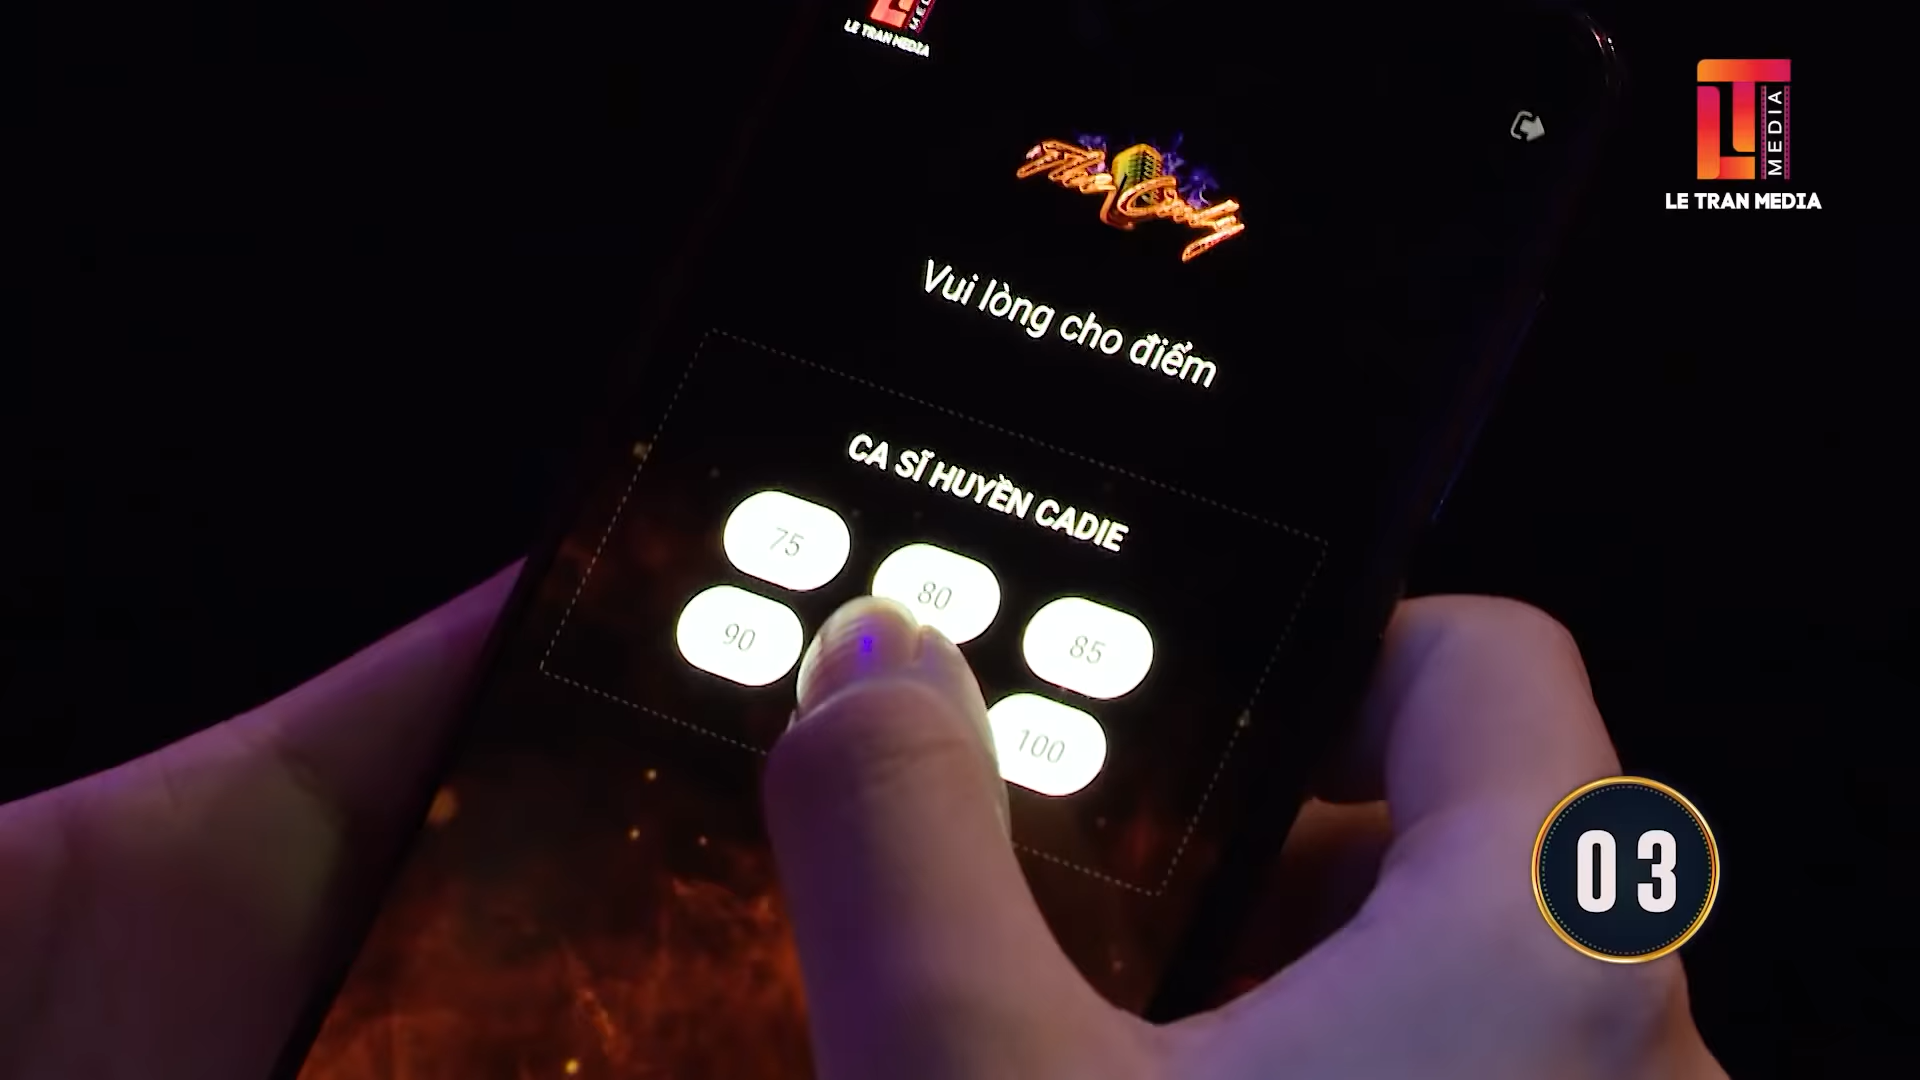 LE TRAN MEDIA
MEDIA
LE TRAN MEDIA
Vui lòng cho điểm
CA SĨ HUYỀN CADIE
75
80
85
90
100
03